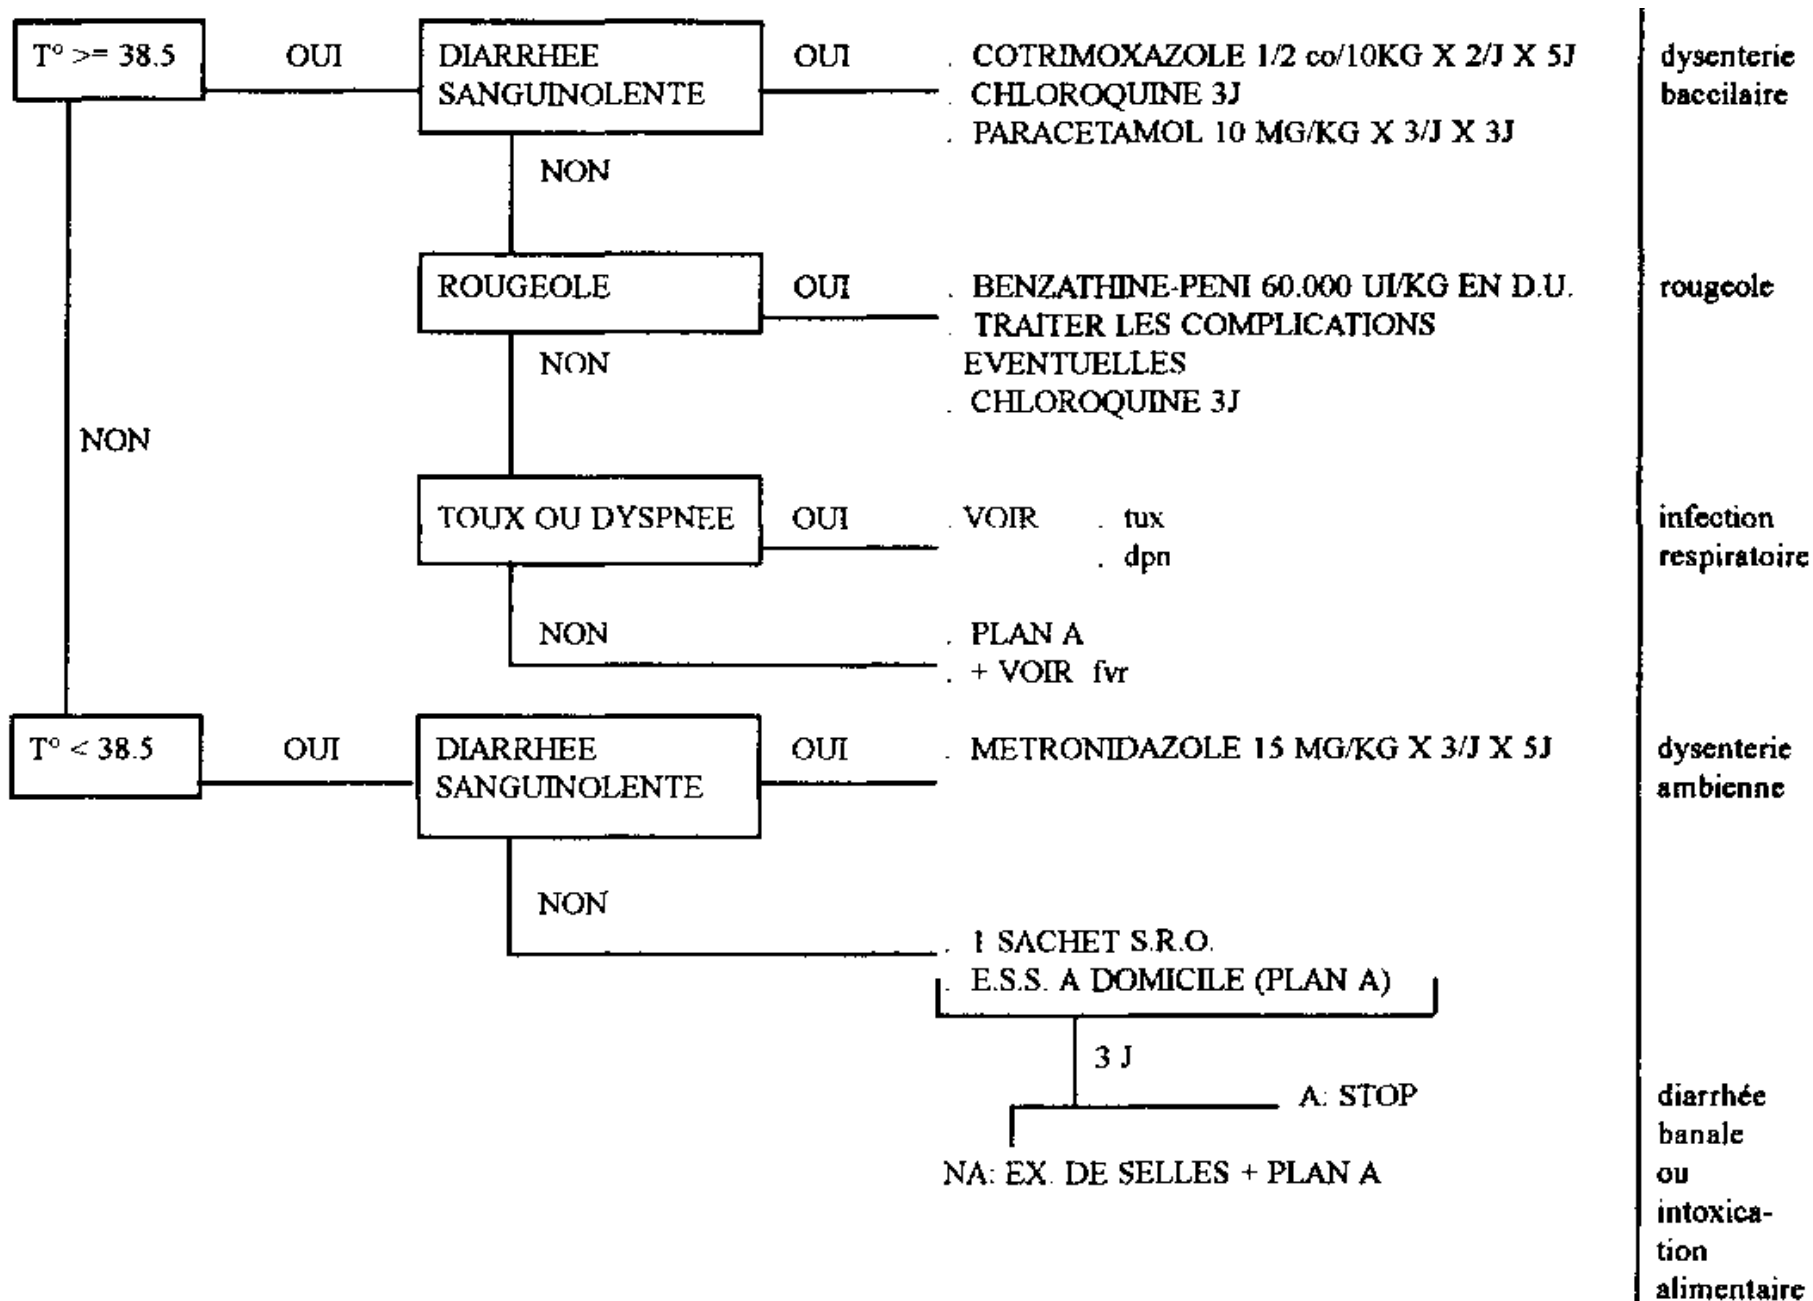 T° >= 38.5
OUI
DIARRHEE
SANGUINOLENTE
OUI
. COTRIMOXAZOLE 1/2 co/10KG X 2/J X 5J
. CHLOROQUINE 3J
. PARACETAMOL 10 MG/KG X 3/J X 3J
dysenterie
baccilaire
NON
ROUGEOLE
OUI
. BENZATHINE-PENI 60.000 UI/KG EN D.U.
. TRAITER LES COMPLICATIONS
EVENTUELLES
. CHLOROQUINE 3J
rougeole
NON
NON
TOUX OU DYSPNEE
OUI
. VOIR . tux
. dpn
infection
respiratoire
NON
. PLAN A
. + VOIR fvr
T° < 38.5
OUI
DIARRHEE
SANGUINOLENTE
OUI
. METRONIDAZOLE 15 MG/KG X 3/J X 5J
dysenterie
ambienne
NON
. 1 SACHET S.R.O.
. E.S.S. A DOMICILE (PLAN A)
3 J
A: STOP
NA: EX. DE SELLES + PLAN A
diarrhée
banale
ou
intoxica-
tion
alimentaire